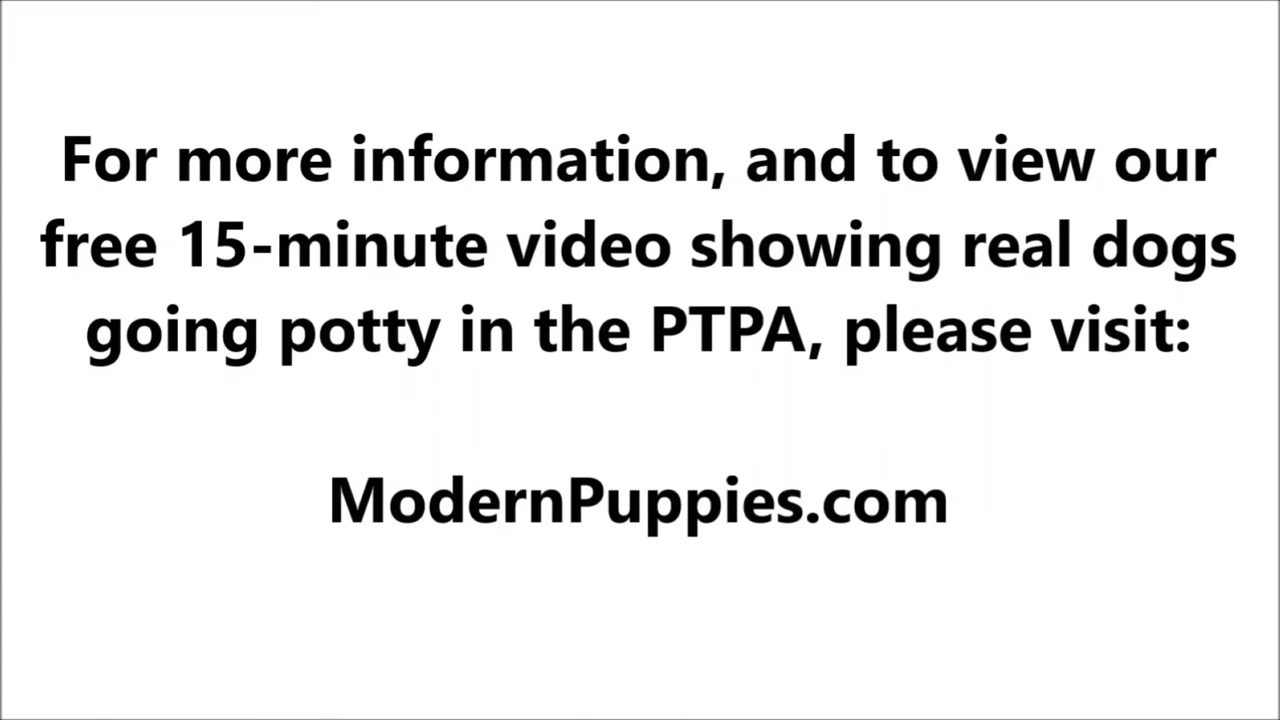 For more information, and to view our
free 15-minute video showing real dogs
going potty in the PTPA, please visit:
ModernPuppies.com